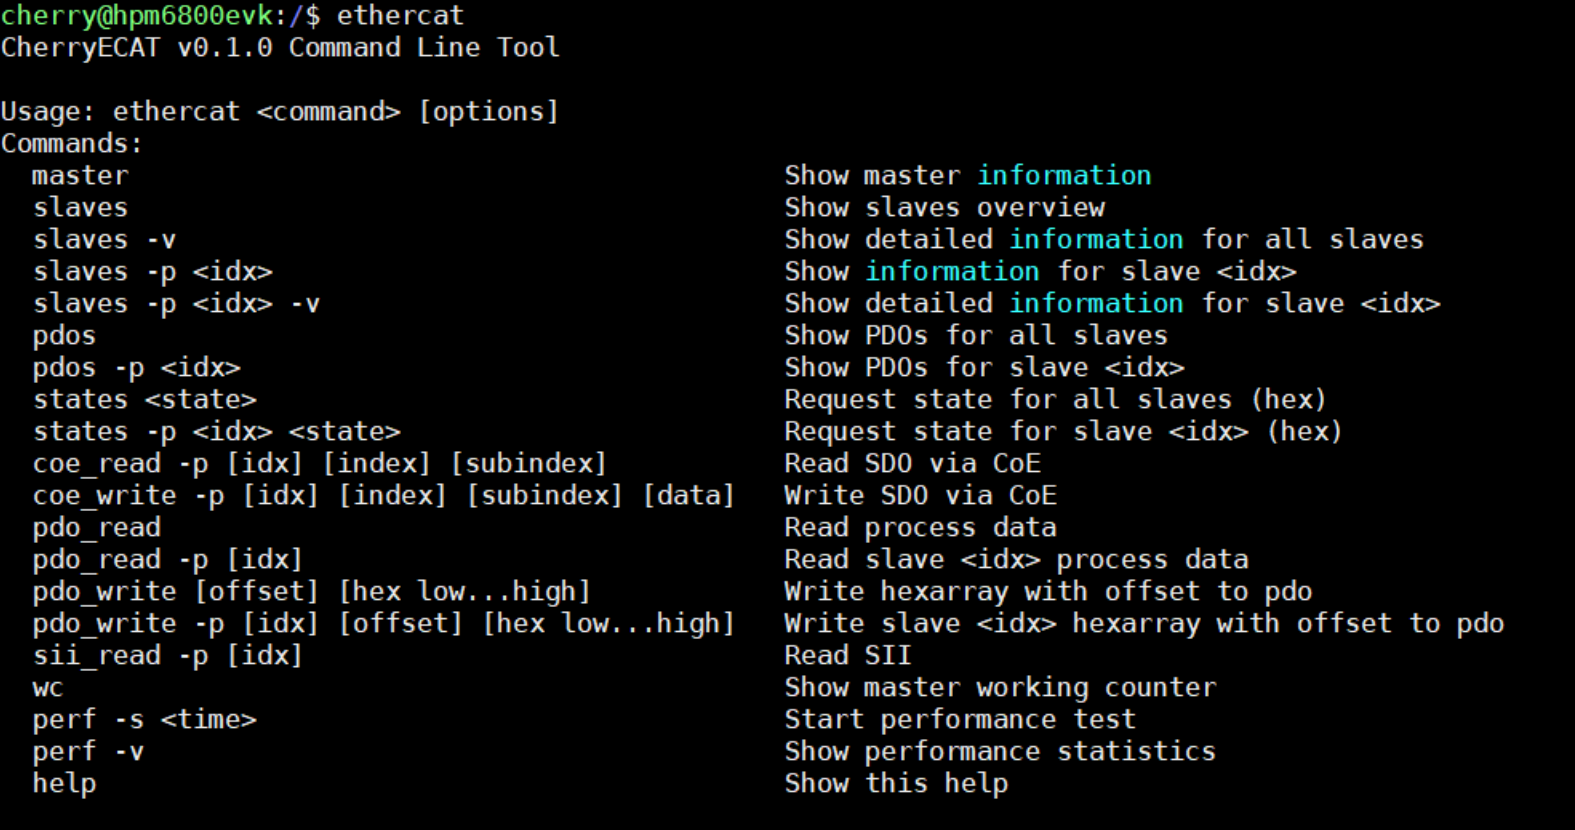 cherry@hpm6800evk:/$ ethercat
CherryECAT v0.1.0 Command Line Tool

Usage: ethercat <command> [options]
Commands:
  master                                         Show master information
  slaves                                         Show slaves overview
  slaves -v                                      Show detailed information for all slaves
  slaves -p <idx>                                Show information for slave <idx>
  slaves -p <idx> -v                             Show detailed information for slave <idx>
  pdos                                           Show PDOs for all slaves
  pdos -p <idx>                                  Show PDOs for slave <idx>
  states <state>                                 Request state for all slaves (hex)
  states -p <idx> <state>                        Request state for slave <idx> (hex)
  coe_read -p [idx] [index] [subindex]           Read SDO via CoE
  coe_write -p [idx] [index] [subindex] [data]   Write SDO via CoE
  pdo_read                                       Read process data
  pdo_read -p [idx]                              Read slave <idx> process data
  pdo_write [offset] [hex low...high]            Write hexarray with offset to pdo
  pdo_write -p [idx] [offset] [hex low...high]   Write slave <idx> hexarray with offset to pdo
  sii_read -p [idx]                              Read SII
  wc                                             Show master working counter
  perf -s <time>                                 Start performance test
  perf -v                                        Show performance statistics
  help                                           Show this help